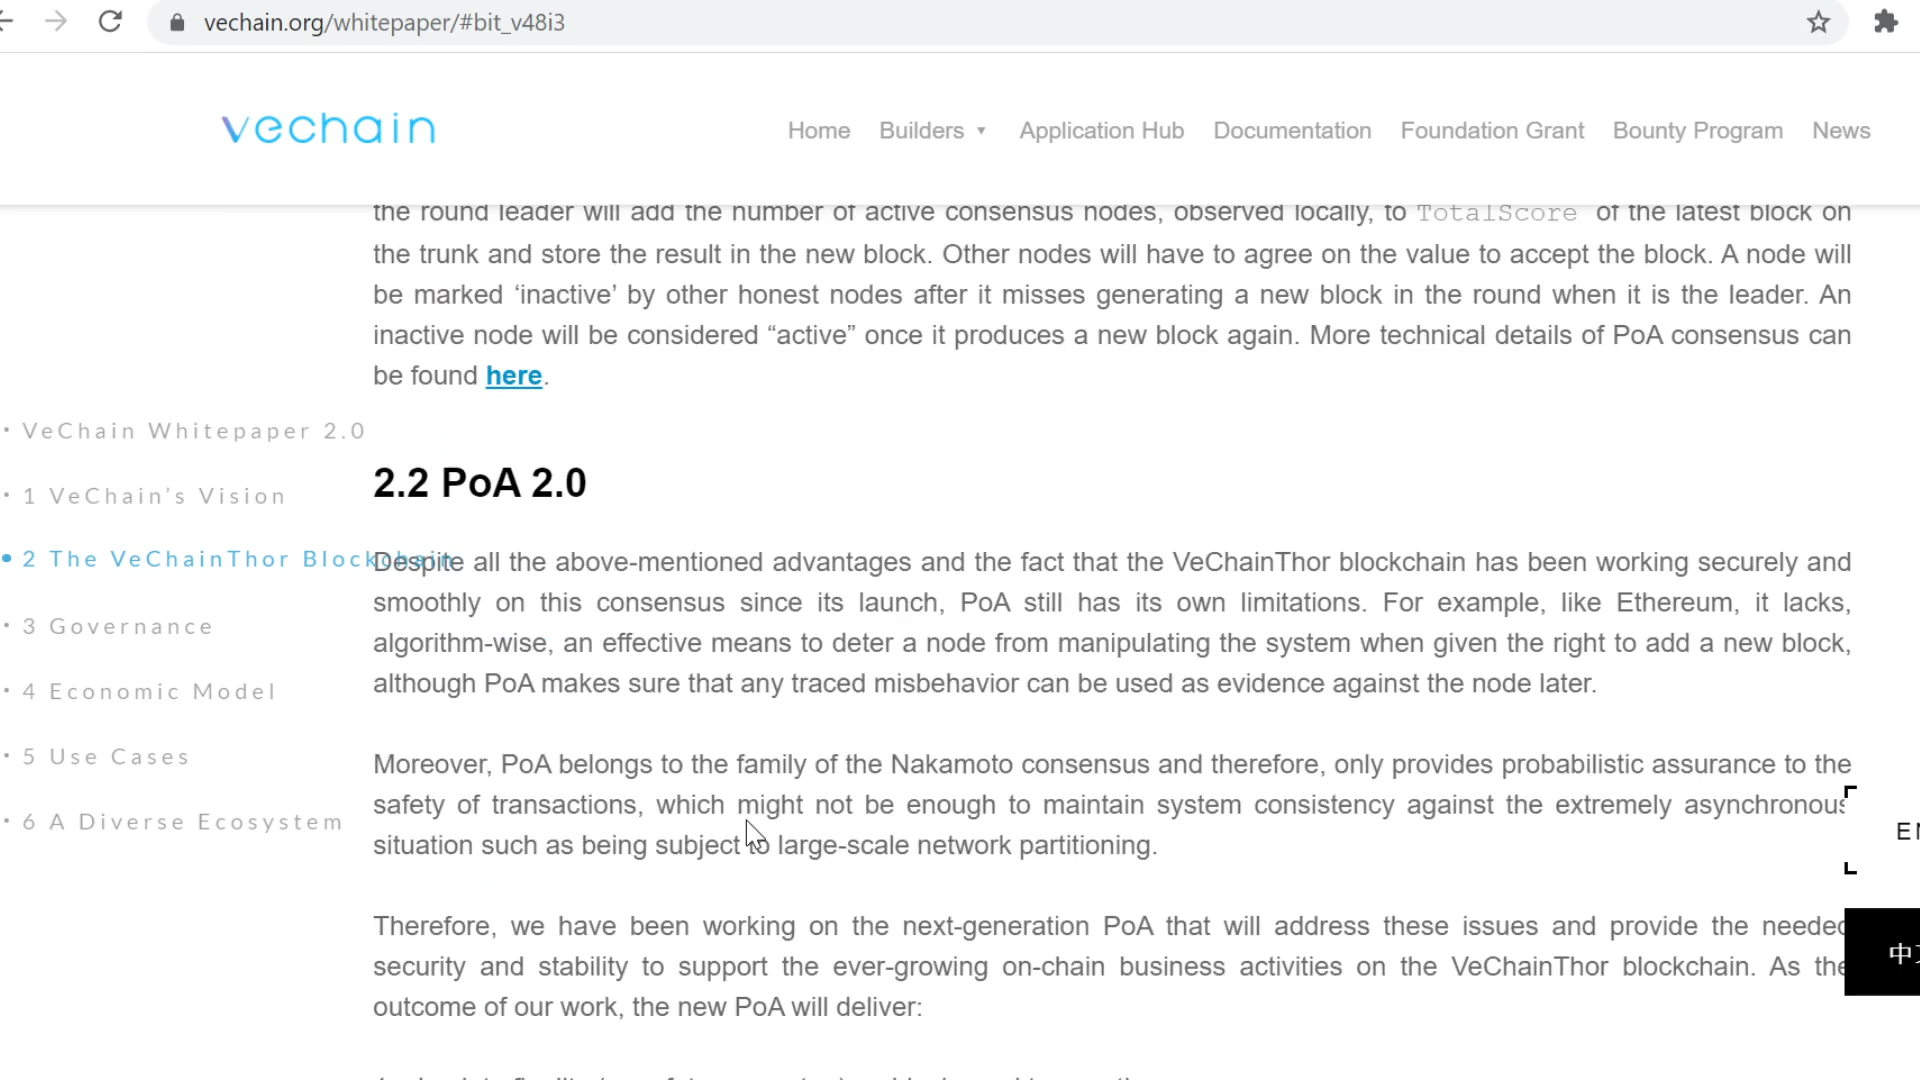 vechain.org/whitepaper/#bit_v48i3
vechain
Home Builders ▼ Application Hub Documentation Foundation Grant Bounty Program News
the round leader will add the number of active consensus nodes, observed locally, to TotalScore of the latest block on
the trunk and store the result in the new block. Other nodes will have to agree on the value to accept the block. A node will
be marked ‘inactive’ by other honest nodes after it misses generating a new block in the round when it is the leader. An
inactive node will be considered “active” once it produces a new block again. More technical details of PoA consensus can
be found here.
• VeChain Whitepaper 2.0
• 1 VeChain's Vision
• 2 The VeChainThor Blockchain
• 3 Governance
• 4 Economic Model
• 5 Use Cases
• 6 A Diverse Ecosystem
2.2 PoA 2.0
Despite all the above-mentioned advantages and the fact that the VeChainThor blockchain has been working securely and
smoothly on this consensus since its launch, PoA still has its own limitations. For example, like Ethereum, it lacks,
algorithm-wise, an effective means to deter a node from manipulating the system when given the right to add a new block,
although PoA makes sure that any traced misbehavior can be used as evidence against the node later.
Moreover, PoA belongs to the family of the Nakamoto consensus and therefore, only provides probabilistic assurance to the
safety of transactions, which might not be enough to maintain system consistency against the extremely asynchronous
situation such as being subject to large-scale network partitioning.
Therefore, we have been working on the next-generation PoA that will address these issues and provide the needed
security and stability to support the ever-growing on-chain business activities on the VeChainThor blockchain. As the
outcome of our work, the new PoA will deliver: